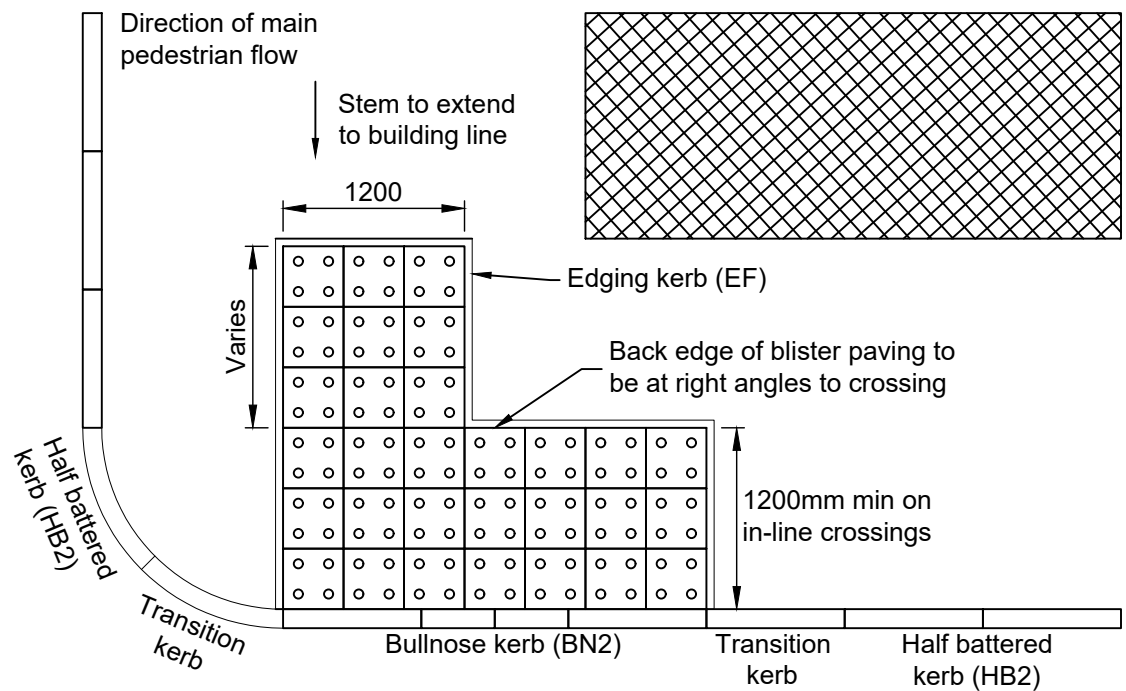 Direction of main
pedestrian flow
Stem to extend
to building line
1200
Edging kerb (EF)
Varies
Back edge of blister paving to
be at right angles to crossing
Half battered
kerb (HB2)
1200mm min on
in-line crossings
Transition
kerb
Bullnose kerb (BN2)
Transition
kerb
Half battered
kerb (HB2)